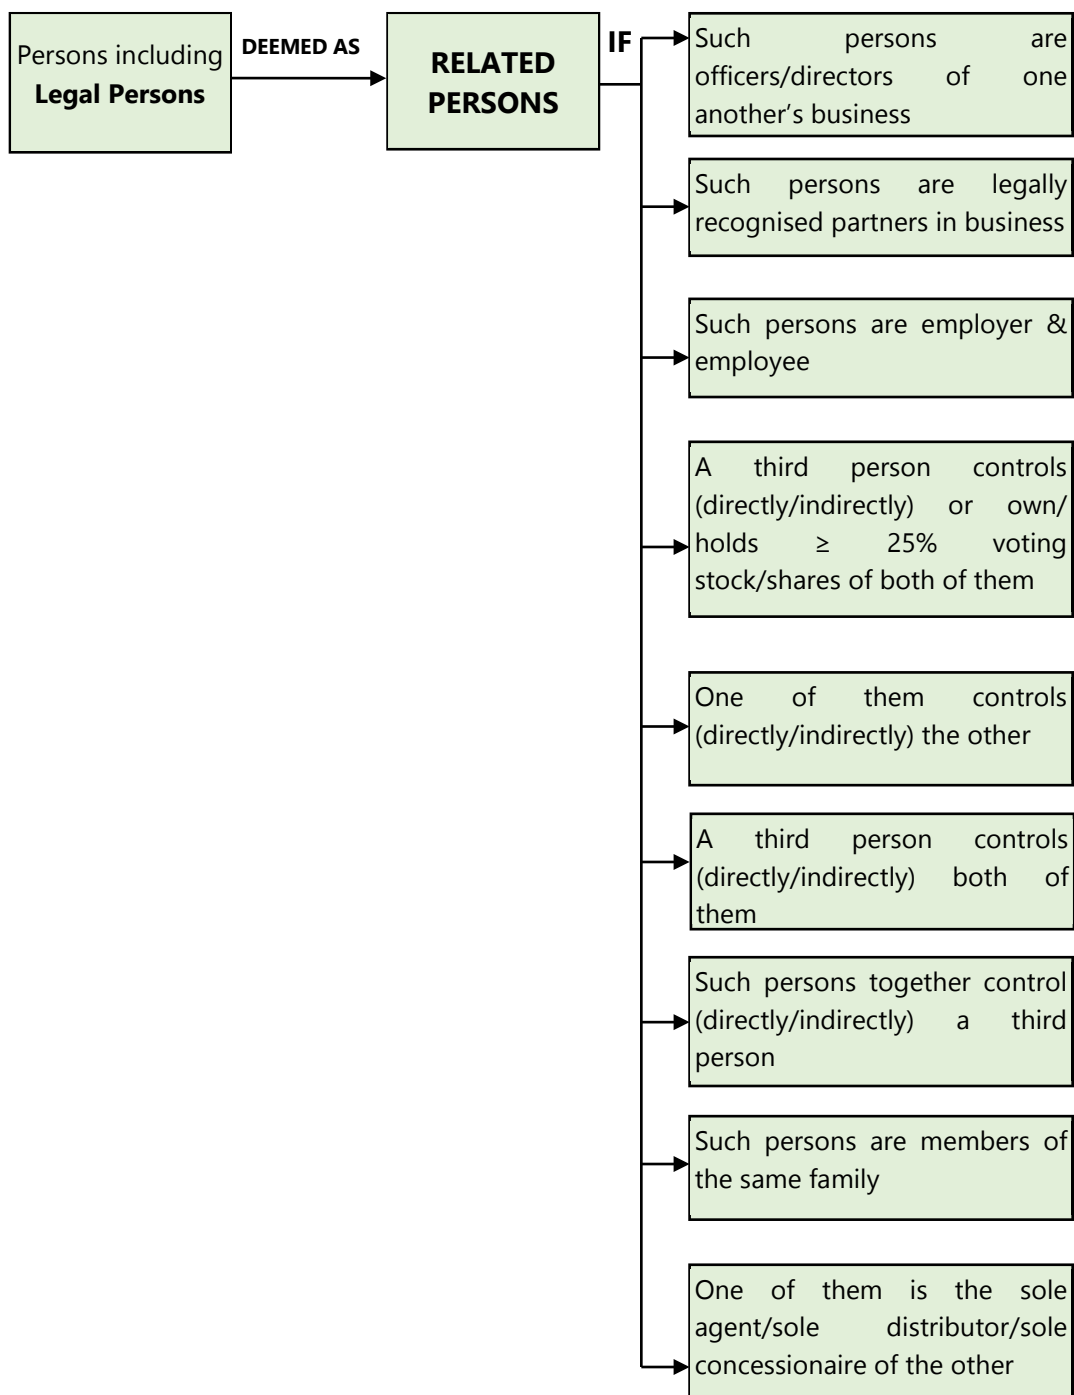 Persons including
Legal Persons
DEEMED AS
RELATED
PERSONS
IF
Such persons are
officers/directors of one
another’s business
Such persons are legally
recognised partners in business
Such persons are employer &
employee
A third person controls
(directly/indirectly) or own/
holds ≥ 25% voting
stock/shares of both of them
One of them controls
(directly/indirectly) the other
A third person controls
(directly/indirectly) both of
them
Such persons together control
(directly/indirectly) a third
person
Such persons are members of
the same family
One of them is the sole
agent/sole distributor/sole
concessionaire of the other